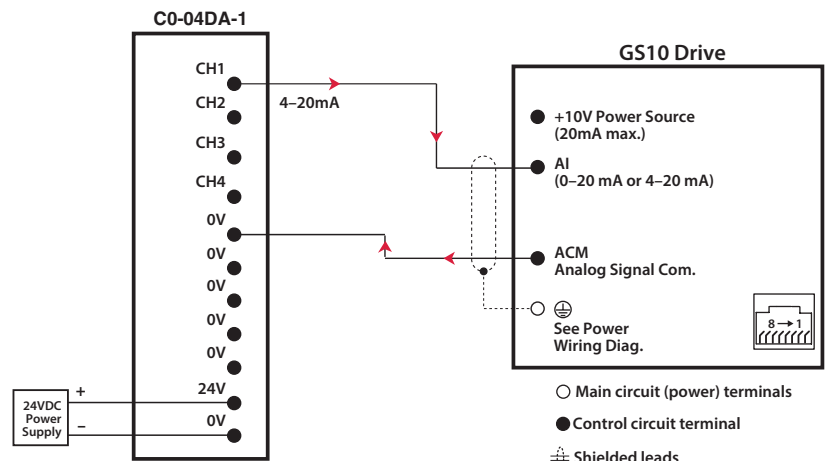 C0-04DA-1
CH1
4–20mA
CH2
CH3
CH4
0V
0V
0V
0V
0V
24V
0V
+
–
24VDC
Power
Supply
GS10 Drive
+10V Power Source
(20mA max.)
AI
(0–20 mA or 4–20 mA)
ACM
Analog Signal Com.
See Power
Wiring Diag.
8→1
Main circuit (power) terminals
Control circuit terminal
Shielded leads